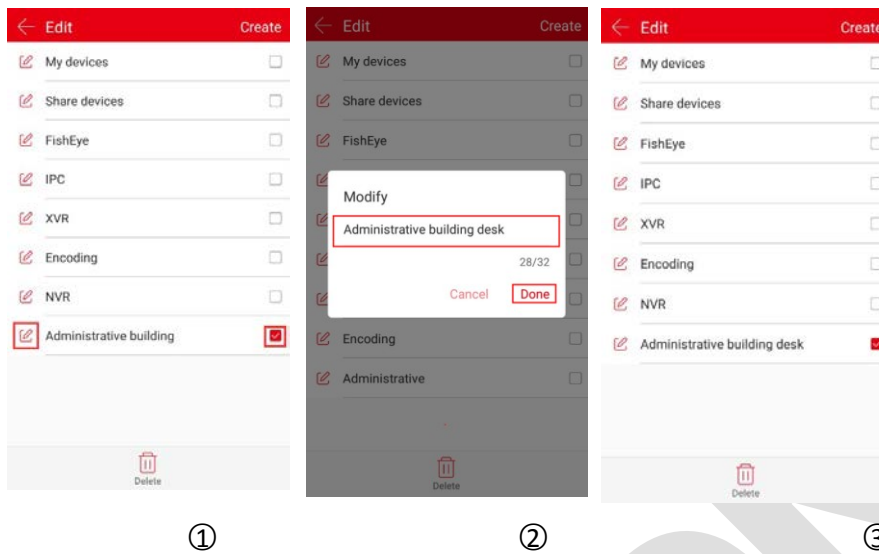 Edit Create
My devices
Share devices
FishEye
IPC
XVR
Encoding
NVR
Administrative building
Delete
①
Edit Create
My devices
Share devices
FishEye
Modify
Administrative building desk
28/32
Cancel Done
Encoding
Administrative
Delete
②
Edit Create
My devices
Share devices
FishEye
IPC
XVR
Encoding
NVR
Administrative building desk
Delete
③